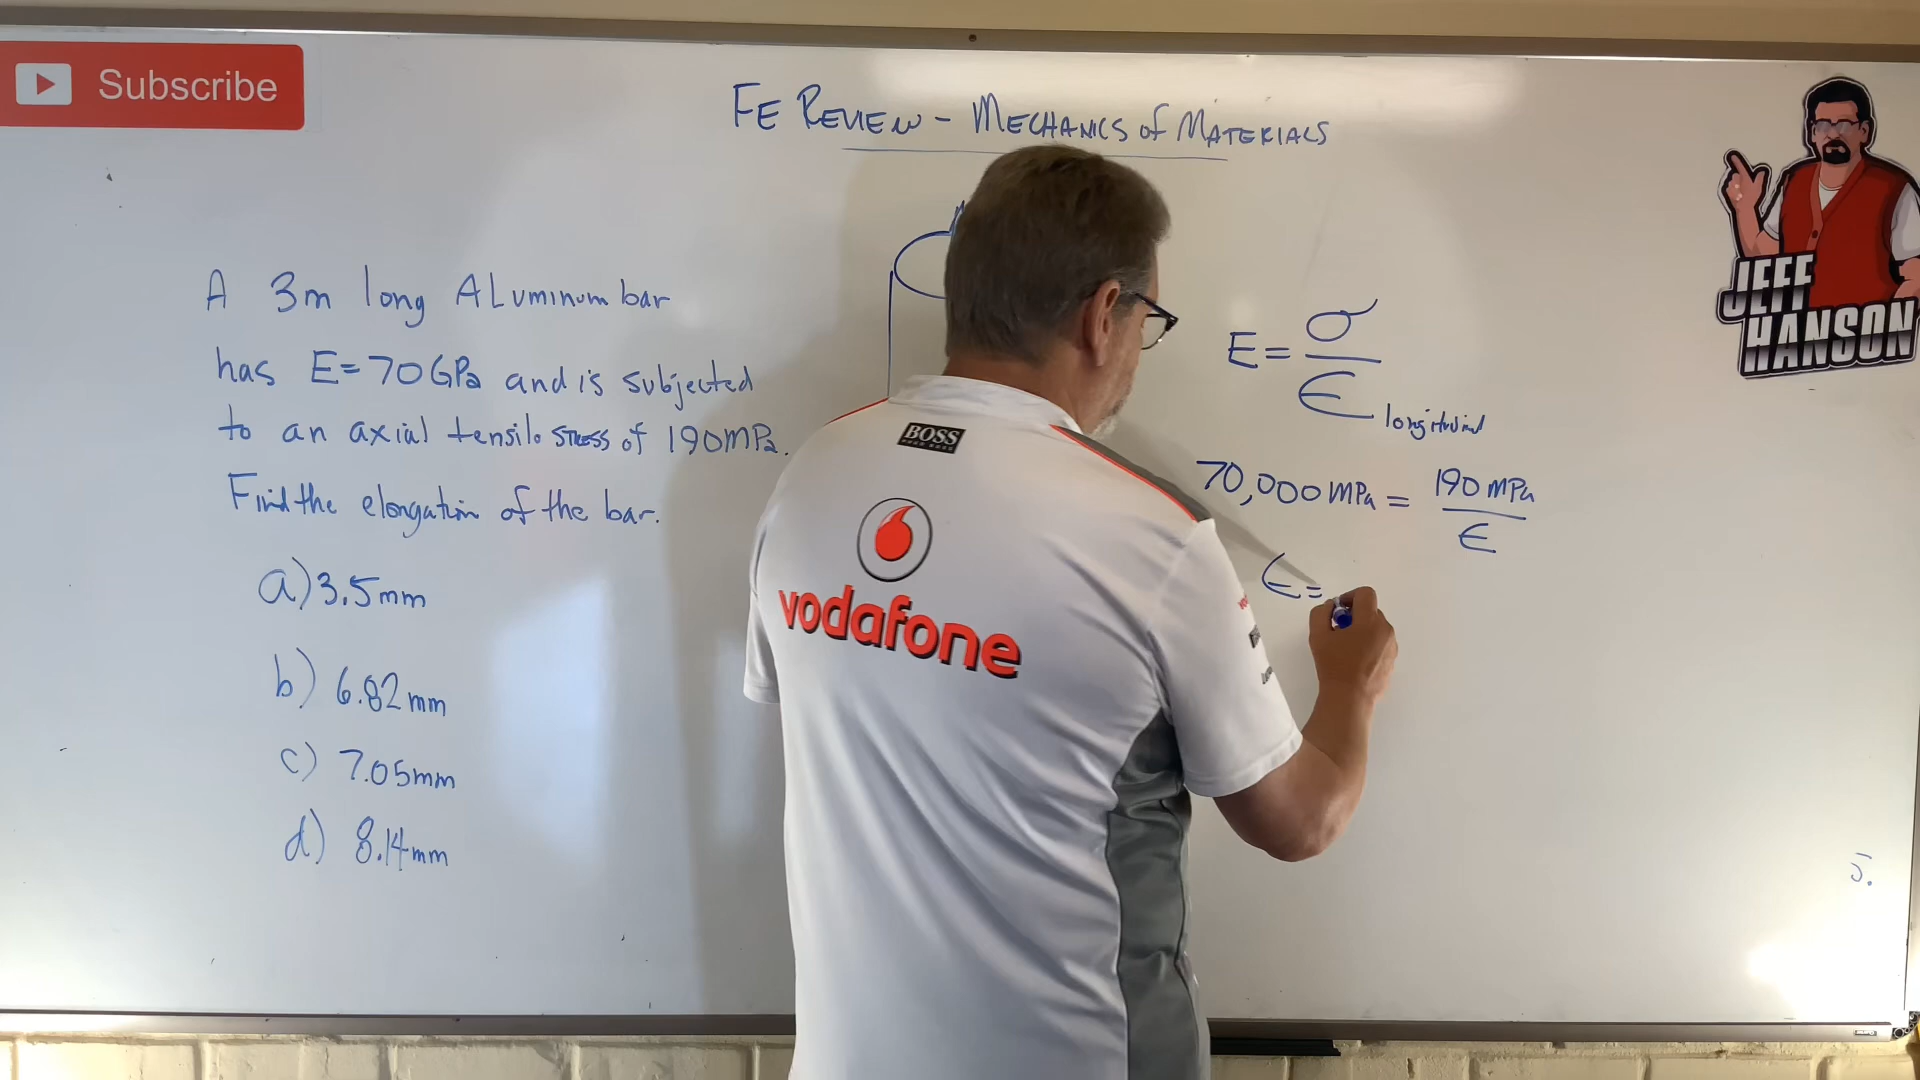 Subscribe
FE REVIEW - MECHANICS of MATERIALS
A 3m long ALuminum bar
has E=70GPa and is subjected
to an axial tensile STRESS of 190MPa.
Find the elongation of the bar.
a) 3.5mm
b) 6.82mm
c) 7.05mm
d) 8.14mm
E = σ / ϵ longitudinal
70,000 MPa = 190 MPa / ϵ
ϵ =
BOSS
vodafone
JEFF
HANSON